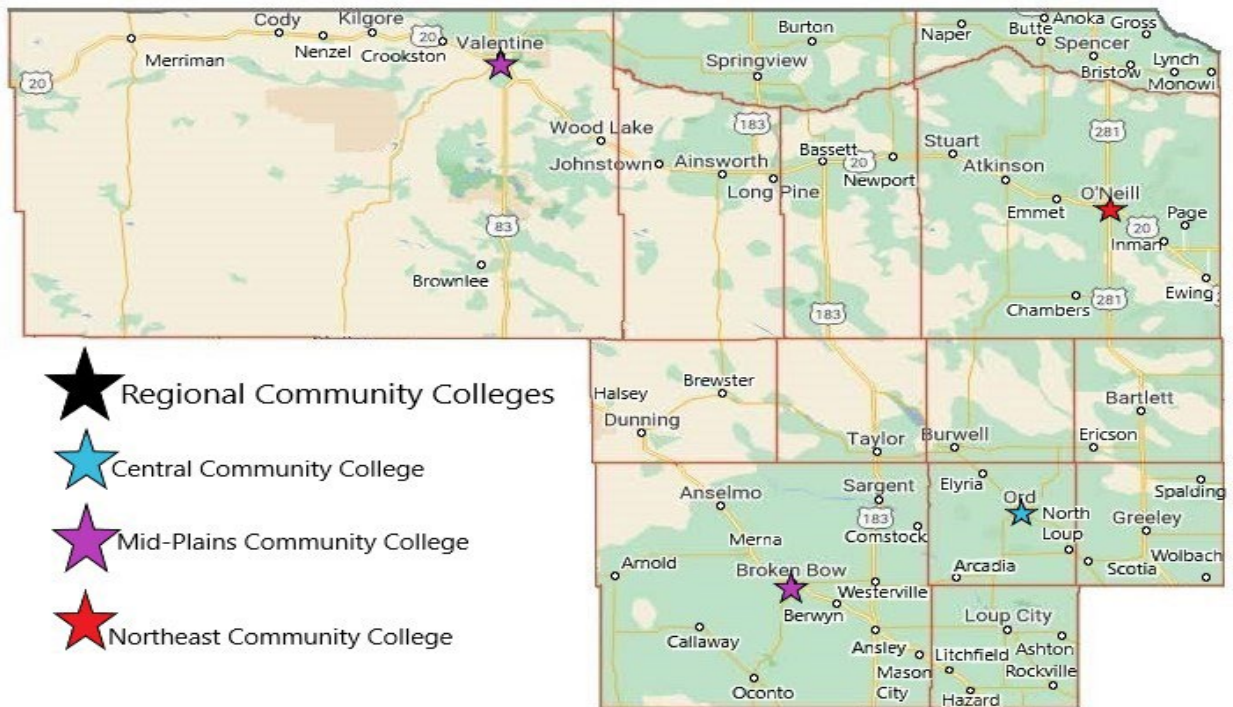 Cody
Kilgore
Anoka
Gross
Merriman
Nenzel
Crookston
20
Valentine
Burton
Naper
Butte
Spencer
Lynch
Bristow
Monowi
20
Springview
Wood Lake
183
281
Johnstown
Ainsworth
Long Pine
Bassett
20
Newport
Stuart
Atkinson
Emmet
O'Neill
20
Page
Inman
83
Brownlee
Ewing
Chambers
281
183
Regional Community Colleges
Central Community College
Mid-Plains Community College
Northeast Community College
Halsey
Brewster
Dunning
Taylor
Burwell
Bartlett
Ericson
Anselmo
Sargent
183
Comstock
Elyria
Ord
North
Loup
Spalding
Greeley
Merna
Arnold
Broken Bow
Westerville
Berwyn
Arcadia
Scotia
Wolbach
Callaway
Ansley
Mason
City
Oconto
Loup City
Ashton
Litchfield
Rockville
Hazard